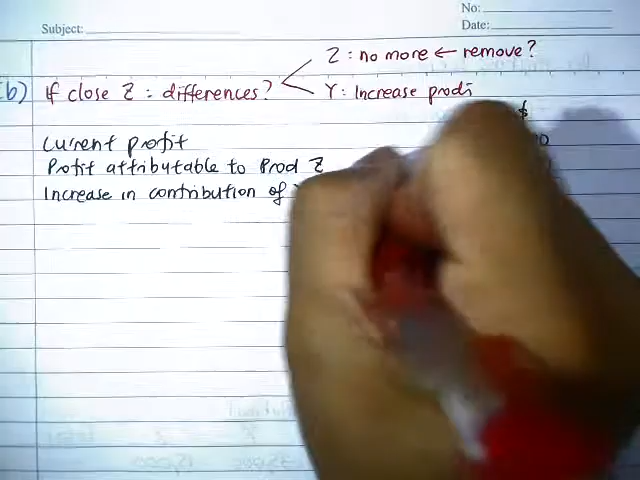 No:
Subject:
Date:
Z : no more ← remove?
(b) If close Z : differences?
Y : Increase prod
$
Current profit
Profit attributable to Prod Z
Increase in contribution of